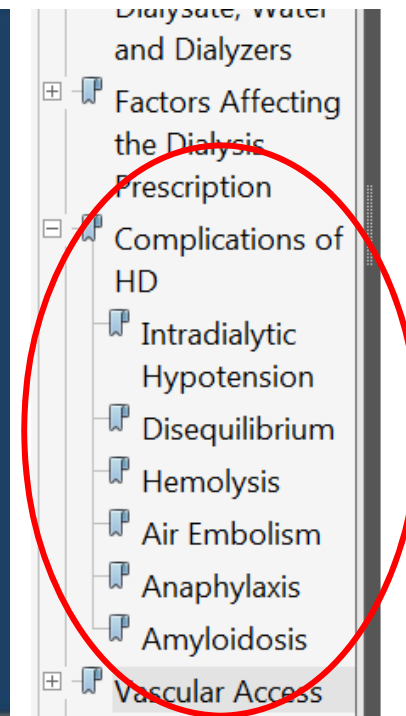 Dialysate, Water
and Dialyzers
Factors Affecting
the Dialysis
Prescription
Complications of
HD
Intradialytic
Hypotension
Disequilibrium
Hemolysis
Air Embolism
Anaphylaxis
Amyloidosis
Vascular Access